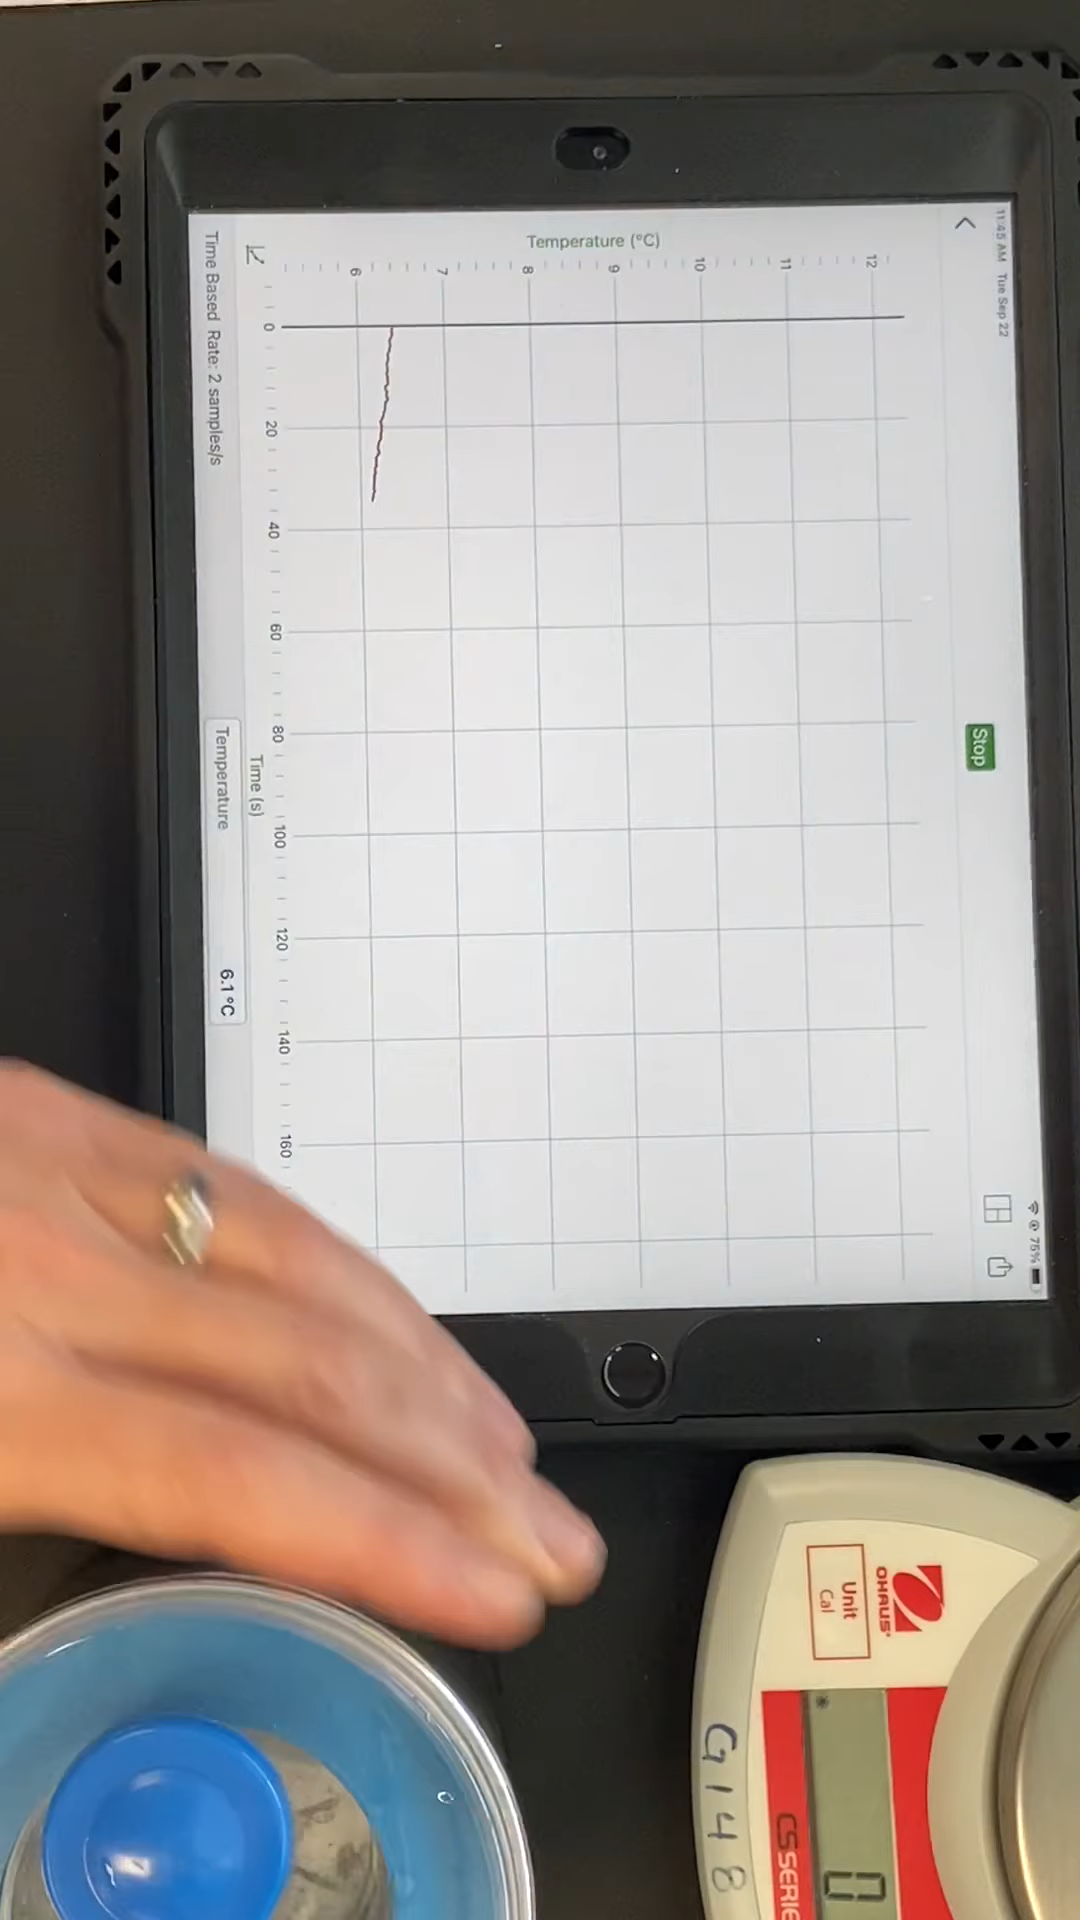 11:45 AM Tue Sep 22
75%
Stop
Temperature (°C)
12
11
10
9
8
7
6
0
20
40
60
80
100
120
140
160
Time (s)
Time Based Rate: 2 samples/s
Temperature 6.1 °C
OHAUS
Unit
Cal
0
CSSERIE
G148